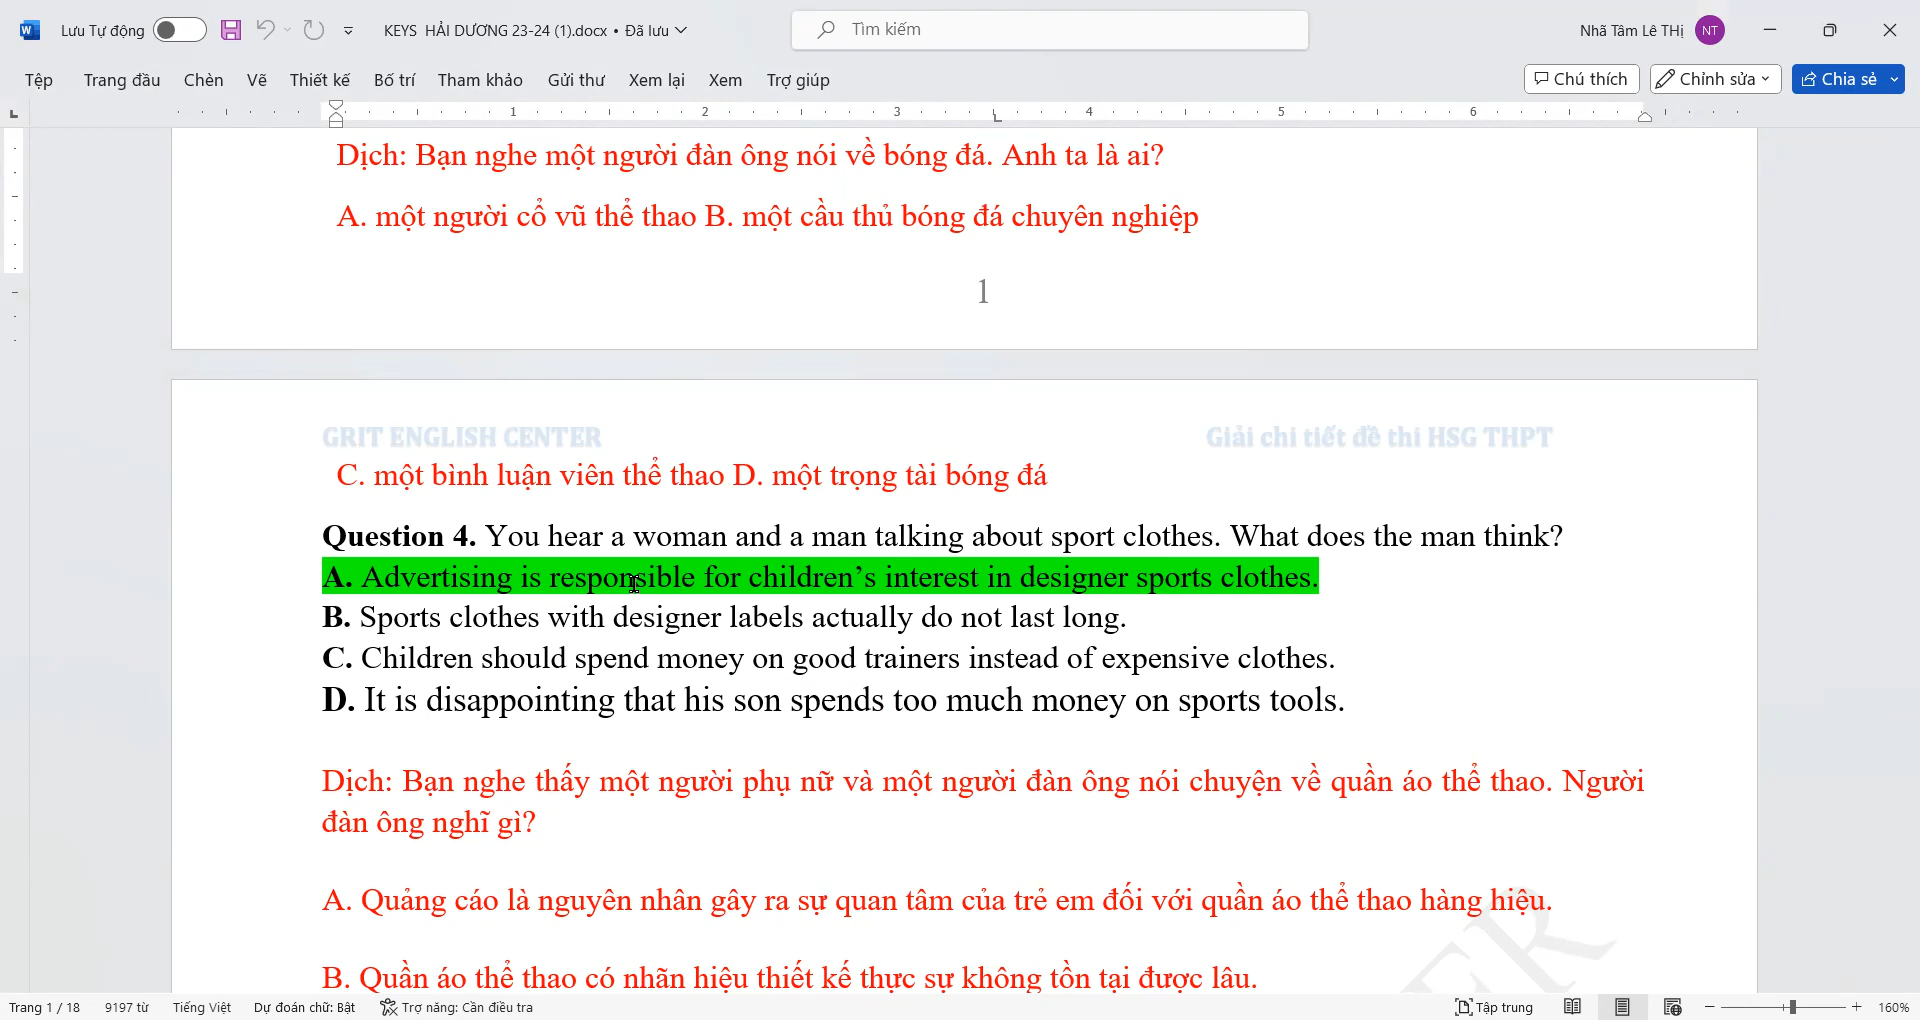 Lưu Tự động
KEYS HẢI DƯƠNG 23-24 (1).docx • Đã lưu
Tìm kiếm
Nhã Tâm Lê THị
NT
Tệp Trang đầu Chèn Vẽ Thiết kế Bố trí Tham khảo Gửi thư Xem lại Xem Trợ giúp
Chú thích
Chỉnh sửa
Chia sẻ
1 2 3 4 5 6
Dịch: Bạn nghe một người đàn ông nói về bóng đá. Anh ta là ai?
A. một người cổ vũ thể thao B. một cầu thủ bóng đá chuyên nghiệp
1
GRIT ENGLISH CENTER
Giải chi tiết đề thi HSG THPT
C. một bình luận viên thể thao D. một trọng tài bóng đá
Question 4. You hear a woman and a man talking about sport clothes. What does the man think?
A. Advertising is responsible for children’s interest in designer sports clothes.
B. Sports clothes with designer labels actually do not last long.
C. Children should spend money on good trainers instead of expensive clothes.
D. It is disappointing that his son spends too much money on sports tools.
Dịch: Bạn nghe thấy một người phụ nữ và một người đàn ông nói chuyện về quần áo thể thao. Người
đàn ông nghĩ gì?
A. Quảng cáo là nguyên nhân gây ra sự quan tâm của trẻ em đối với quần áo thể thao hàng hiệu.
B. Quần áo thể thao có nhãn hiệu thiết kế thực sự không tồn tại được lâu.
ER
Trang 1 / 18 9197 từ Tiếng Việt Dự đoán chữ: Bật Trợ năng: Cần điều tra
Tập trung
160%